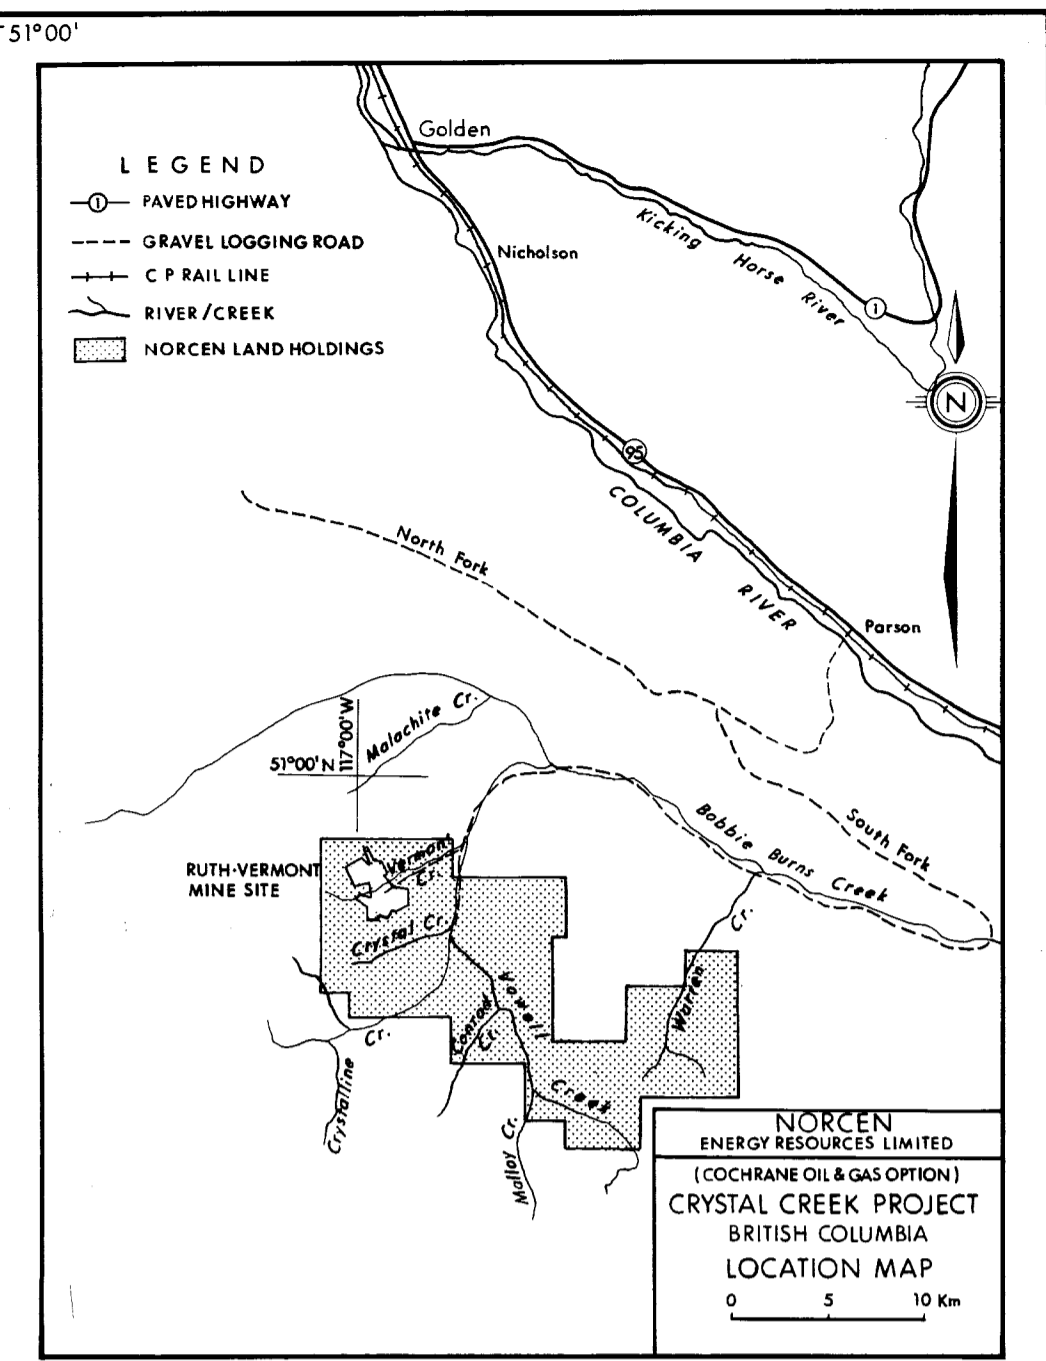 51°00'
Golden
LEGEND
1 PAVED HIGHWAY
GRAVEL LOGGING ROAD
C P RAIL LINE
RIVER/CREEK
NORCEN LAND HOLDINGS
Kicking Horse River
Nicholson
1
N
95
COLUMBIA RIVER
North Fork
Parson
Malachite Cr.
117°00'W
51°00'N
Bobbie Burns Creek
South Fork
RUTH-VERMONT
MINE SITE
Vermont
Cr.
Crystal Cr.
Warren Cr.
Conrad
Cr.
Vowell
Creek
Crystalline
Cr.
Malloy Cr.
NORCEN
ENERGY RESOURCES LIMITED
(COCHRANE OIL & GAS OPTION)
CRYSTAL CREEK PROJECT
BRITISH COLUMBIA
LOCATION MAP
0 5 10 Km